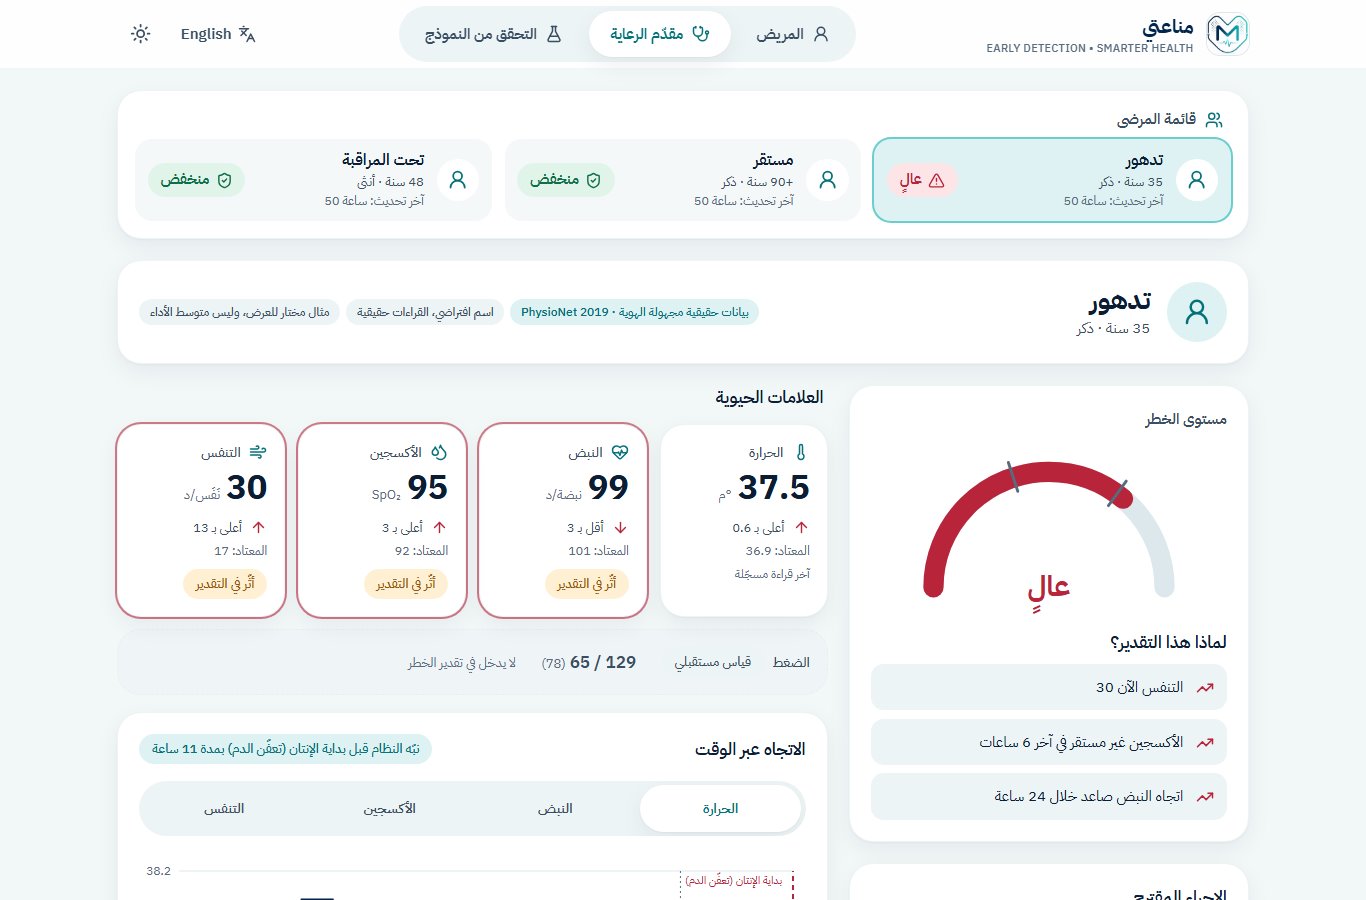 مناعتي
EARLY DETECTION • SMARTER HEALTH
المريض
مقدّم الرعاية
التحقق من النموذج
English
قائمة المرضى
تدهور
35 سنة · ذكر
آخر تحديث: ساعة 50
عالٍ
مستقر
+90 سنة · ذكر
آخر تحديث: ساعة 50
منخفض
تحت المراقبة
48 سنة · أنثى
آخر تحديث: ساعة 50
منخفض
تدهور
35 سنة · ذكر
بيانات حقيقية مجهولة الهوية · PhysioNet 2019
اسم افتراضي، القراءات حقيقية
مثال مختار للعرض، وليس متوسط الأداء
مستوى الخطر
عالٍ
لماذا هذا التقدير؟
التنفس الآن 30
الأكسجين غير مستقر في آخر 6 ساعات
اتجاه النبض صاعد خلال 24 ساعة
الإجراء المقترح
العلامات الحيوية
الحرارة
37.5 °م
أعلى بـ 0.6
المعتاد: 36.9
آخر قراءة مسجّلة
النبض
99 نبضة/د
أقل بـ 3
المعتاد: 101
أثّر في التقدير
الأكسجين
95 SpO₂
أعلى بـ 3
المعتاد: 92
أثّر في التقدير
التنفس
30 نَفَس/د
أعلى بـ 13
المعتاد: 17
أثّر في التقدير
الضغط
قياس مستقبلي
129 / 65 (78)
لا يدخل في تقدير الخطر
الاتجاه عبر الوقت
نبّه النظام قبل بداية الإنتان (تعفّن الدم) بمدة 11 ساعة
الحرارة
النبض
الأكسجين
التنفس
38.2
بداية الإنتان (تعفّن الدم)